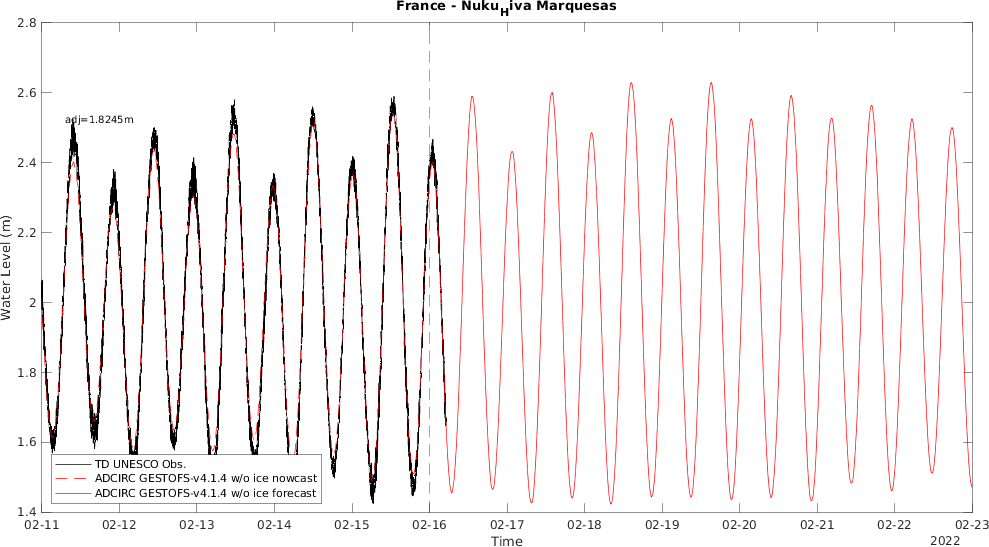 France - Nuku Hiva Marquesas
2.8
2.6
2.4
2.2
2
1.8
1.6
1.4
Water Level (m)
adj=1.8245m
TD UNESCO Obs.
ADCIRC GESTOFS-v4.1.4 w/o ice nowcast
ADCIRC GESTOFS-v4.1.4 w/o ice forecast
02-11 02-12 02-13 02-14 02-15 02-16 02-17 02-18 02-19 02-20 02-21 02-22 02-23
Time
2022